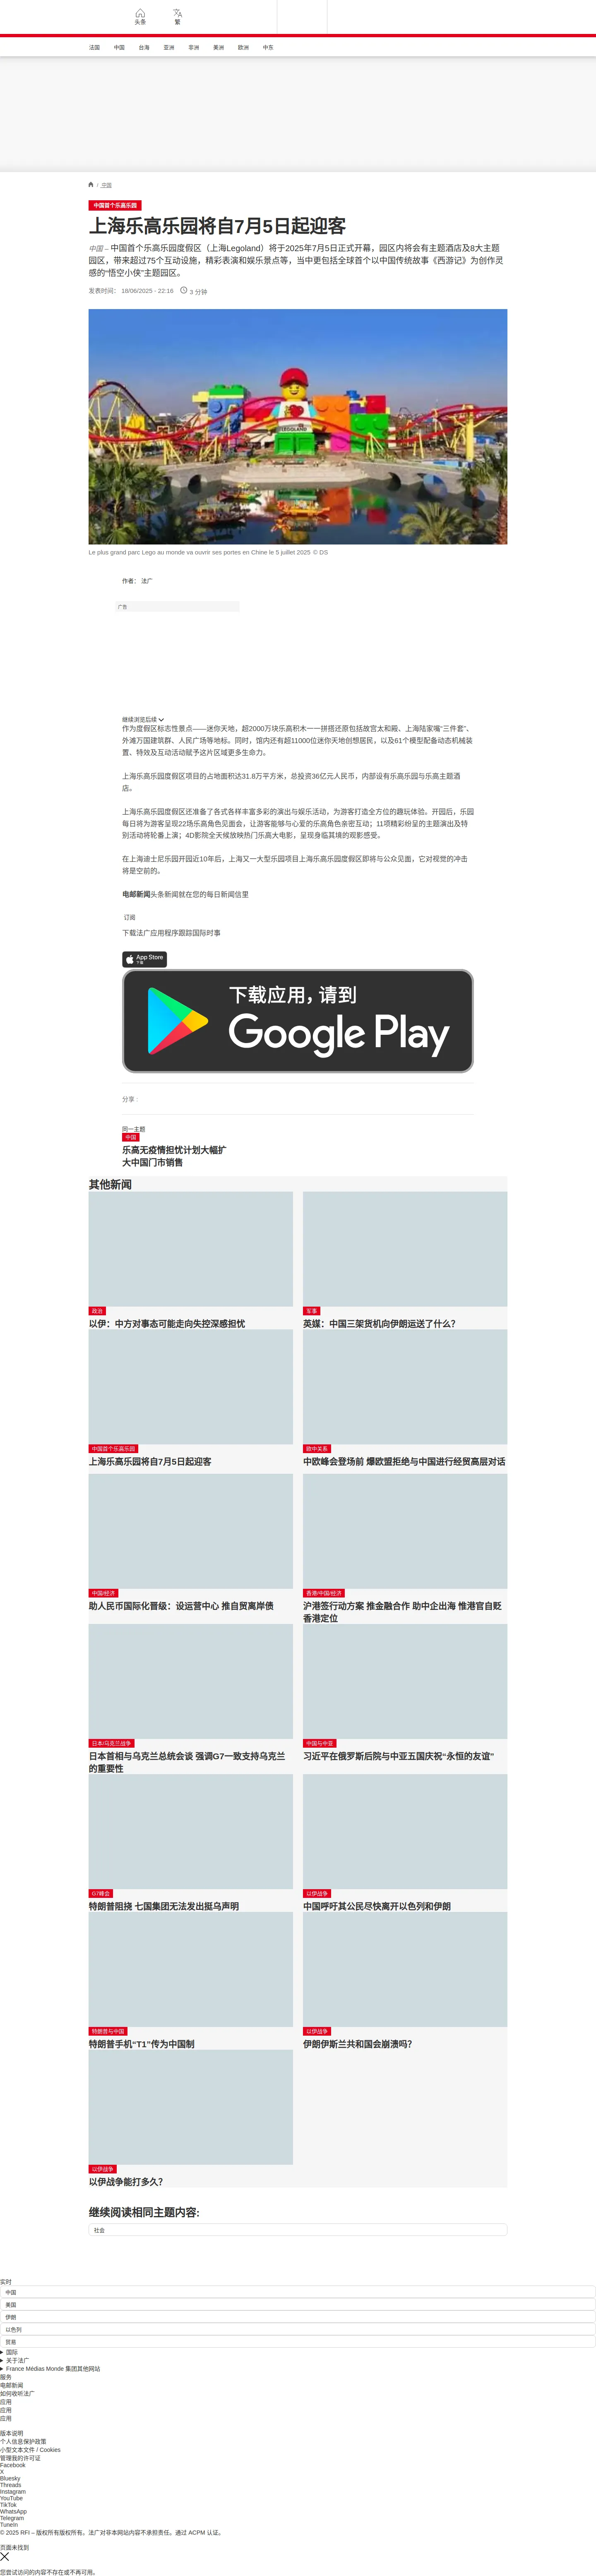 头条
繁
法国 中国 台海 亚洲 非洲 美洲 欧洲 中东
/ 中国
中国首个乐高乐园
上海乐高乐园将自7月5日起迎客
中国 – 中国首个乐高乐园度假区（上海Legoland）将于2025年7月5日正式开幕，园区内将会有主题酒店及8大主题
园区，带来超过75个互动设施，精彩表演和娱乐景点等，当中更包括全球首个以中国传统故事《西游记》为创作灵
感的“悟空小侠”主题园区。
发表时间： 18/06/2025 - 22:16 3 分钟
LEGOLAND
Le plus grand parc Lego au monde va ouvrir ses portes en Chine le 5 juillet 2025 © DS
作者： 法广
广告
继续浏览后续
作为度假区标志性景点——迷你天地，超2000万块乐高积木一一拼搭还原包括故宫太和殿、上海陆家嘴“三件套”、
外滩万国建筑群、人民广场等地标。同时，馆内还有超11000位迷你天地创想居民，以及61个模型配备动态机械装
置、特效及互动活动赋予这片区域更多生命力。
上海乐高乐园度假区项目的占地面积达31.8万平方米，总投资36亿元人民币，内部设有乐高乐园与乐高主题酒
店。
上海乐高乐园度假区还准备了各式各样丰富多彩的演出与娱乐活动，为游客打造全方位的趣玩体验。开园后，乐园
每日将为游客呈现22场乐高角色见面会，让游客能够与心爱的乐高角色亲密互动；11项精彩纷呈的主题演出及特
别活动将轮番上演；4D影院全天候放映热门乐高大电影，呈现身临其境的观影感受。
在上海迪士尼乐园开园近10年后，上海又一大型乐园项目上海乐高乐园度假区即将与公众见面，它对视觉的冲击
将是空前的。
电邮新闻头条新闻就在您的每日新闻信里
订阅
下载法广应用程序跟踪国际时事
App Store
下载
下载应用，请到
Google Play
分享 :
同一主题
中国
乐高无疫情担忧计划大幅扩
大中国门市销售
其他新闻
政治
以伊：中方对事态可能走向失控深感担忧
军事
英媒：中国三架货机向伊朗运送了什么？
中国首个乐高乐园
上海乐高乐园将自7月5日起迎客
欧中关系
中欧峰会登场前 爆欧盟拒绝与中国进行经贸高层对话
中国/经济
助人民币国际化晋级：设运营中心 推自贸离岸债
香港/中国/经济
沪港签行动方案 推金融合作 助中企出海 惟港官自贬
香港定位
日本/乌克兰战争
日本首相与乌克兰总统会谈 强调G7一致支持乌克兰
的重要性
中国与中亚
习近平在俄罗斯后院与中亚五国庆祝“永恒的友谊”
G7峰会
特朗普阻挠 七国集团无法发出挺乌声明
以伊战争
中国呼吁其公民尽快离开以色列和伊朗
特朗普与中国
特朗普手机“T1”传为中国制
以伊战争
伊朗伊斯兰共和国会崩溃吗？
以伊战争
以伊战争能打多久？
继续阅读相同主题内容:
社会
实时
中国
美国
伊朗
以色列
贸易
国际
关于法广
France Médias Monde 集团其他网站
服务
电邮新闻
如何收听法广
应用
应用
应用
版本说明
个人信息保护政策
小型文本文件 / Cookies
管理我的许可证
Facebook
X
Bluesky
Threads
Instagram
YouTube
TikTok
WhatsApp
Telegram
TuneIn
© 2025 RFI – 版权所有版权所有。法广对非本网站内容不承担责任。通过 ACPM 认证。
页面未找到
您尝试访问的内容不存在或不再可用。